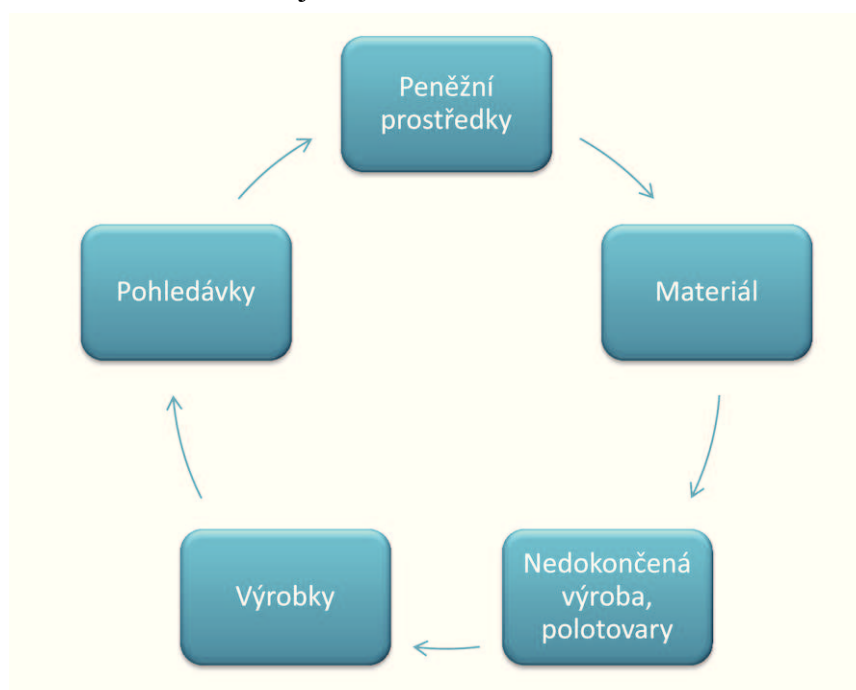 Peněžní
prostředky
Materiál
Nedokončená
výroba,
polotovary
Výrobky
Pohledávky